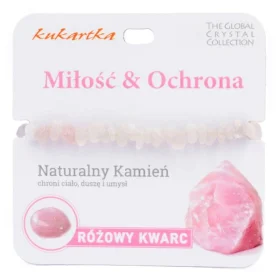 kukartka
THE GLOBAL
CRYSTAL
COLLECTION
Miłość & Ochrona
Naturalny Kamień
chroni ciało, duszę i umysł
RÓŻOWY KWARC